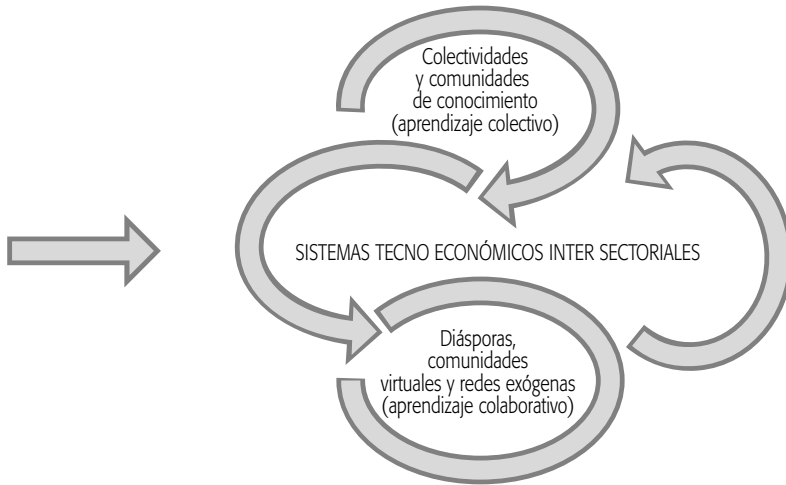 Colectividades
y comunidades
de conocimiento
(aprendizaje colectivo)
SISTEMAS TECNO ECONÓMICOS INTER SECTORIALES
Diásporas,
comunidades
virtuales y redes exógenas
(aprendizaje colaborativo)